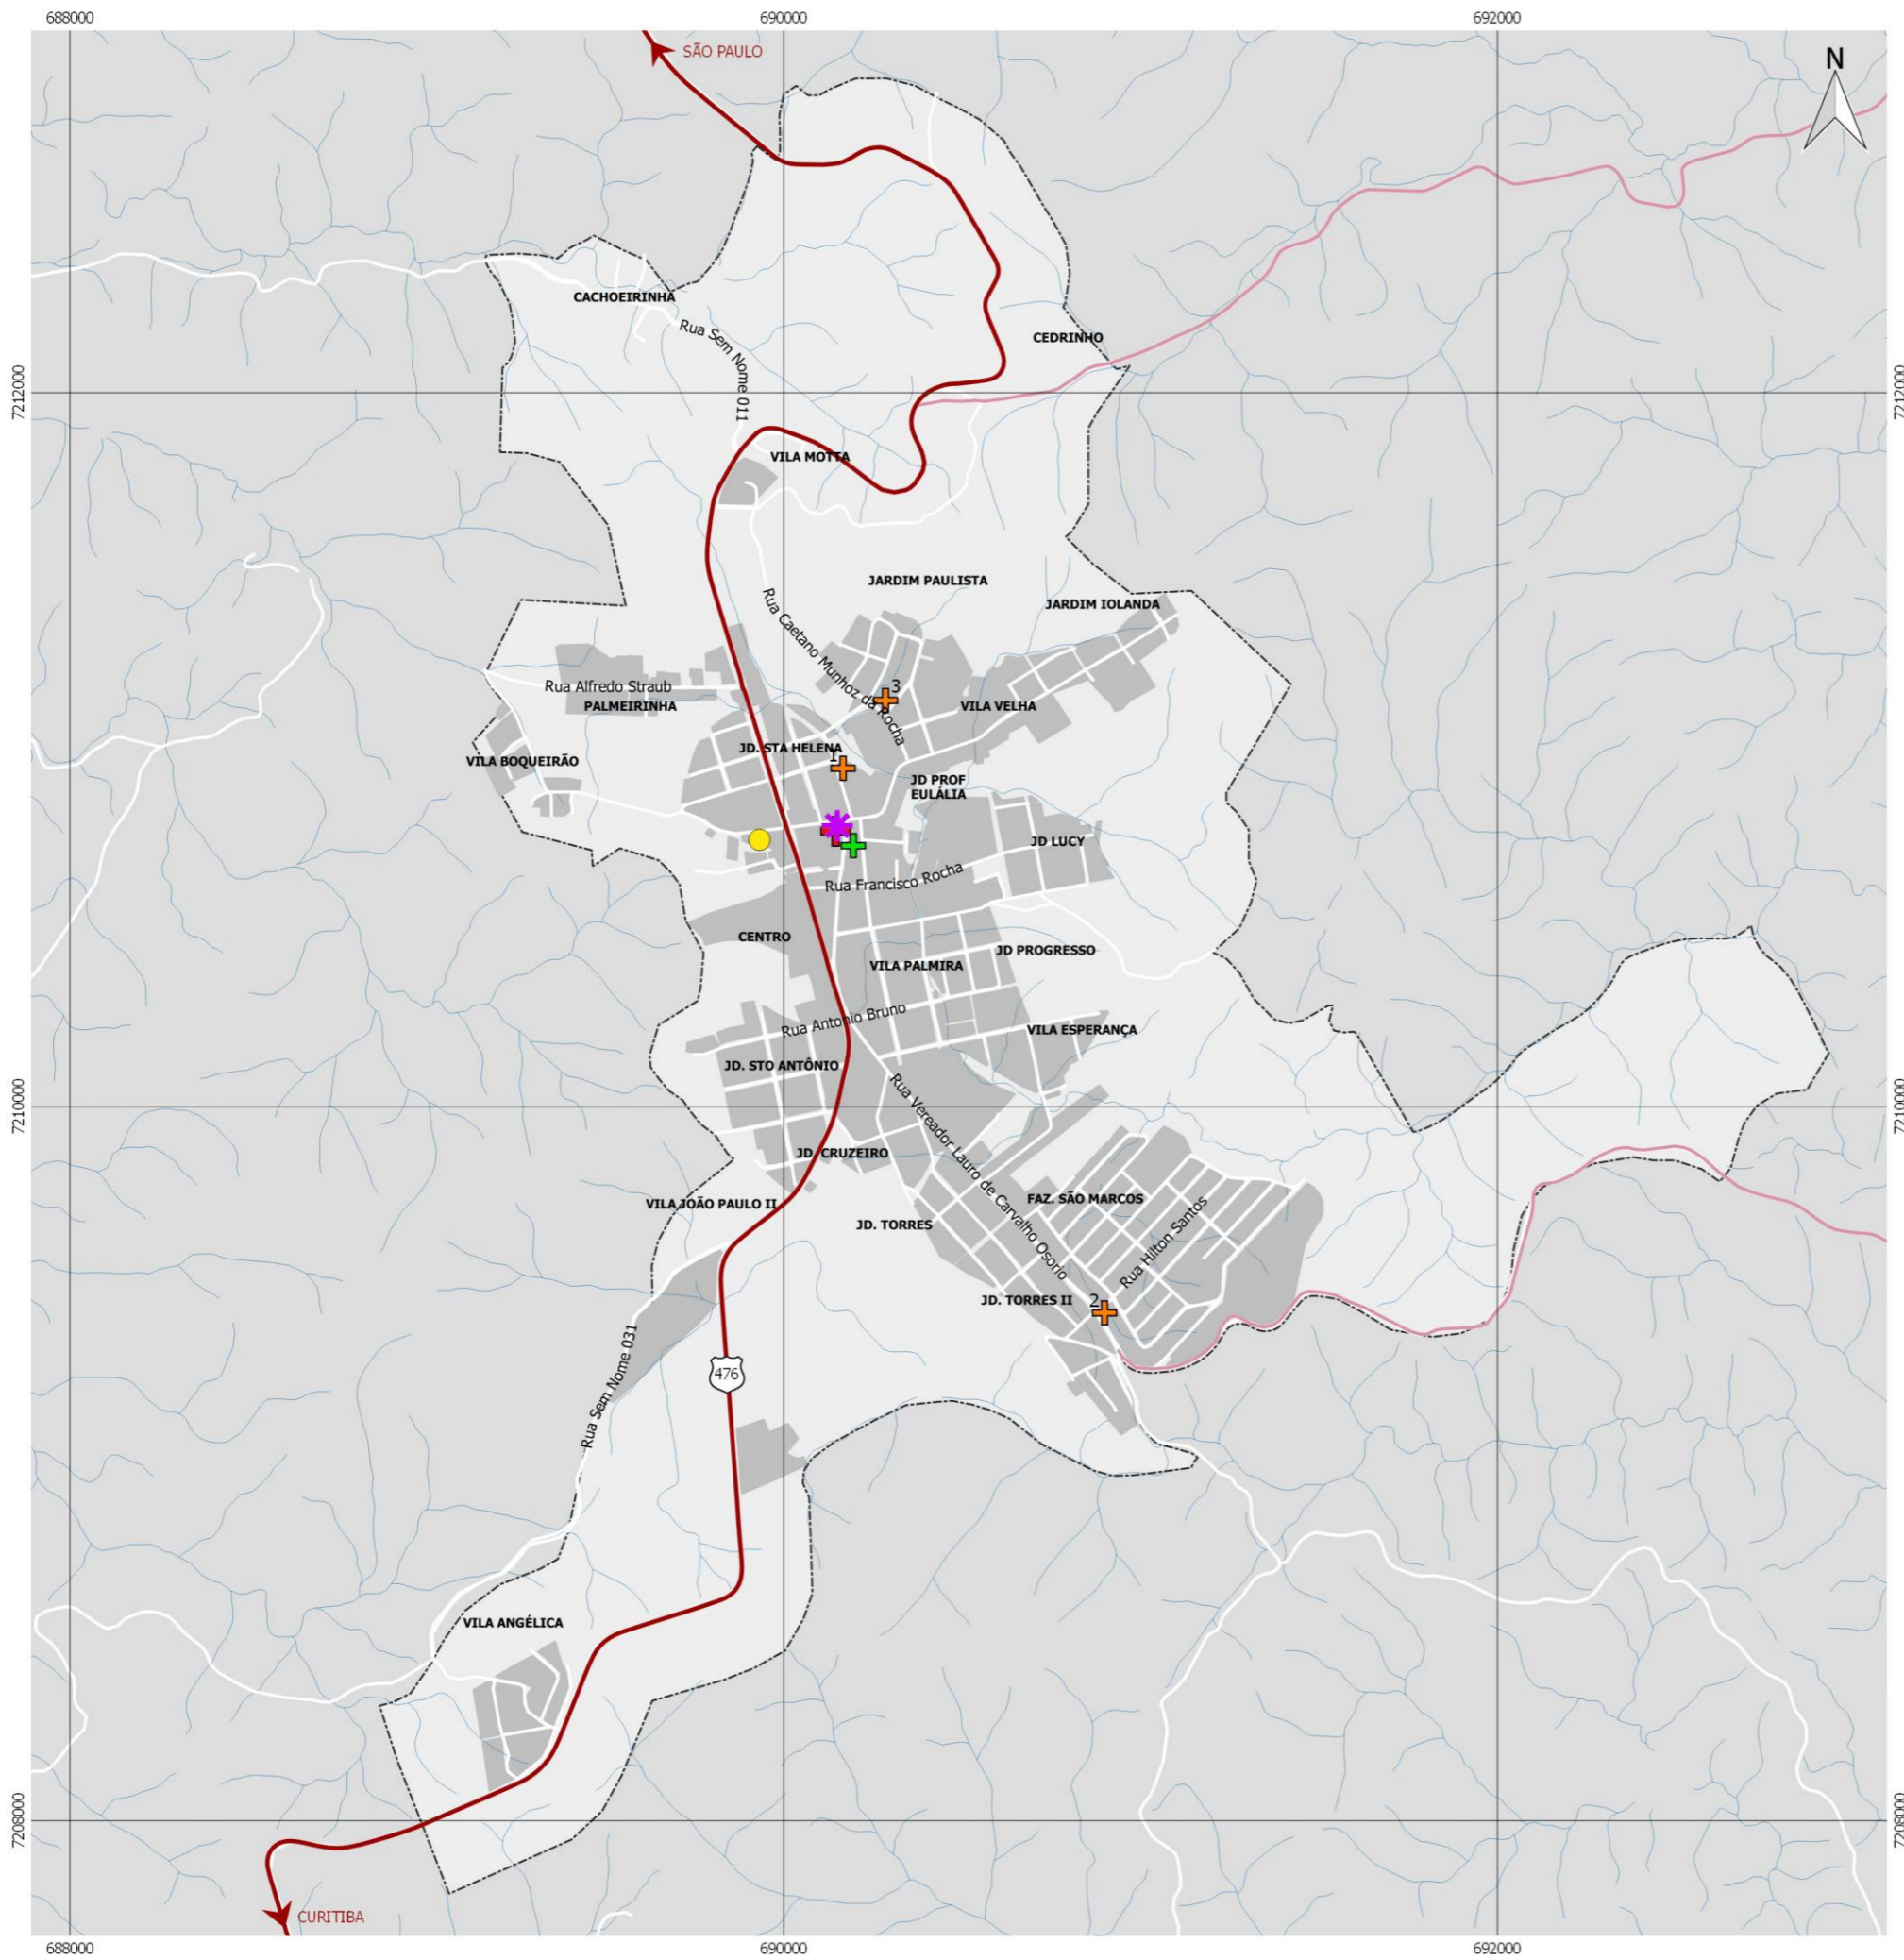 688000
690000
692000
SÃO PAULO
N
CACHOEIRINHA
Rua Sem Nome 011
CEDRINHO
7212000
7212000
VILA MOTTA
JARDIM PAULISTA
JARDIM IOLANDA
Rua Caetano Munhoz da Rocha
Rua Alfredo Straub
3
PALMEIRINHA
VILA VELHA
JD. STA HELENA
1
VILA BOQUEIRÃO
JD PROF
EULÁLIA
JD LUCY
Rua Francisco Rocha
CENTRO
JD PROGRESSO
VILA PALMIRA
Rua Antonio Bruno
VILA ESPERANÇA
JD. STO ANTÔNIO
7210000
7210000
Rua Vereador Lauro de Carvalho Osorio
JD. CRUZEIRO
FAZ. SÃO MARCOS
VILA JOÃO PAULO II
JD. TORRES
Rua Hilton Santos
JD. TORRES II
2
Rua Sem Nome 031
476
VILA ANGÉLICA
7208000
7208000
CURITIBA
688000
690000
692000